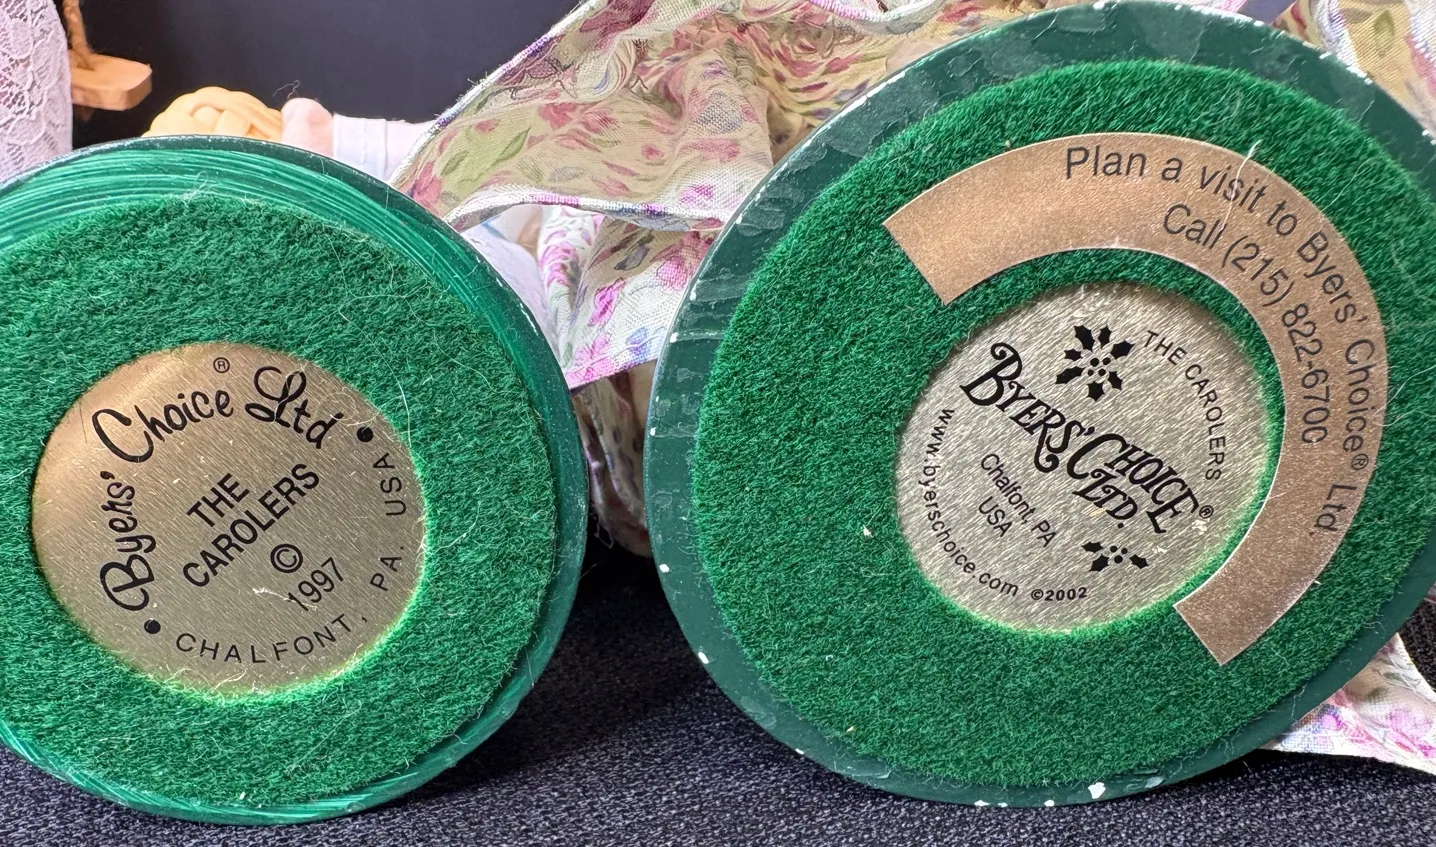 Byers' Choice® Ltd
THE
CAROLERS
©
1997
• CHALFONT, PA. USA •
Plan a visit to Byers' Choice® Ltd.
Call (215) 822-6700
THE CAROLERS
BYERS' CHOICE®
LTD.
Chalfont, PA
USA
www.byerschoice.com ©2002